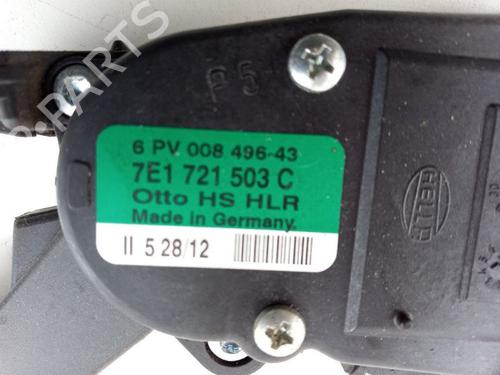 PARTS
P 5
6 PV 008 496-43
7E1 721 503 C
Otto HS HLR
Made in Germany.
II 5 28/12
HELLA